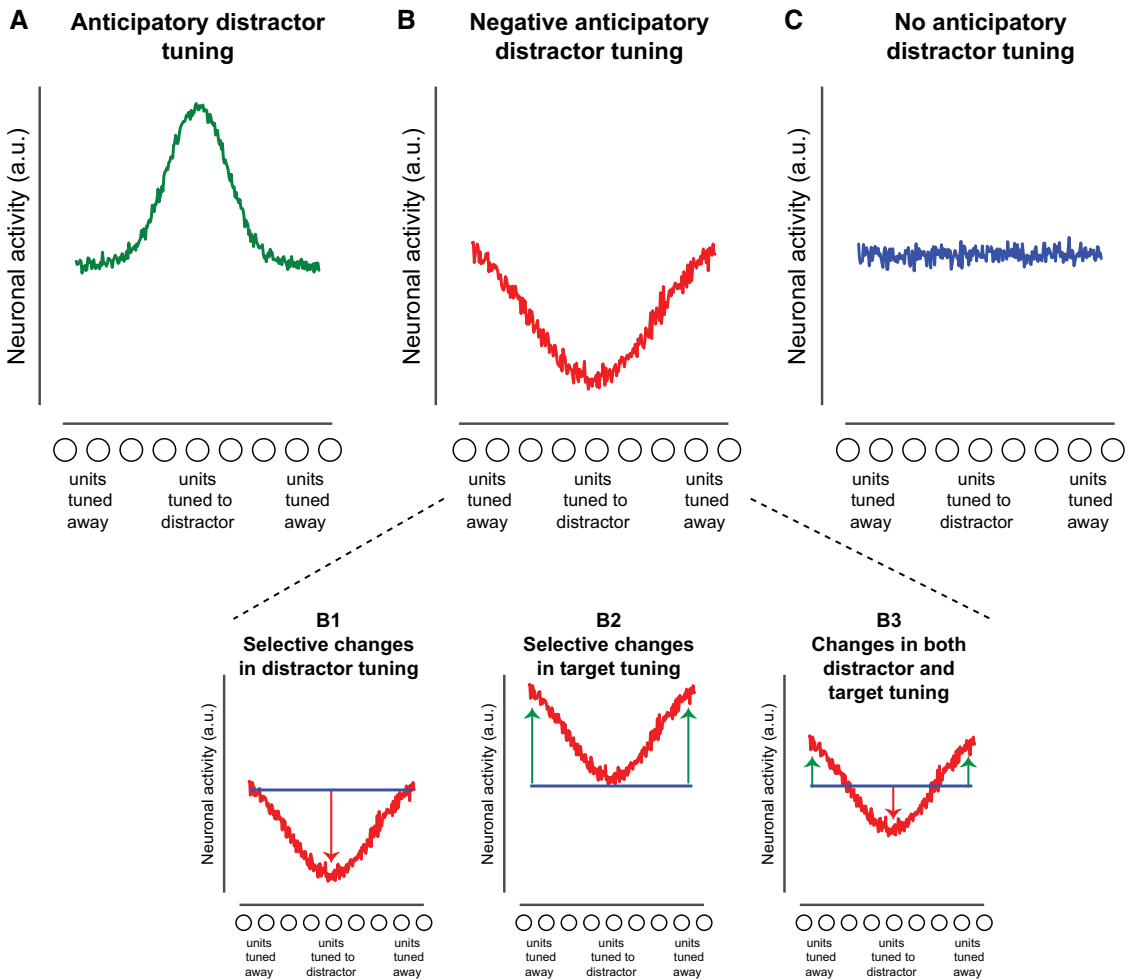 A
Anticipatory distractor
tuning
Neuronal activity (a.u.)
units
tuned
away
units
tuned to
distractor
units
tuned
away
B
Negative anticipatory
distractor tuning
Neuronal activity (a.u.)
units
tuned
away
units
tuned to
distractor
units
tuned
away
C
No anticipatory
distractor tuning
Neuronal activity (a.u.)
units
tuned
away
units
tuned to
distractor
units
tuned
away
B1
Selective changes
in distractor tuning
Neuronal activity (a.u.)
units
tuned
away
units
tuned to
distractor
units
tuned
away
B2
Selective changes
in target tuning
Neuronal activity (a.u.)
units
tuned
away
units
tuned to
distractor
units
tuned
away
B3
Changes in both
distractor and
target tuning
Neuronal activity (a.u.)
units
tuned
away
units
tuned to
distractor
units
tuned
away